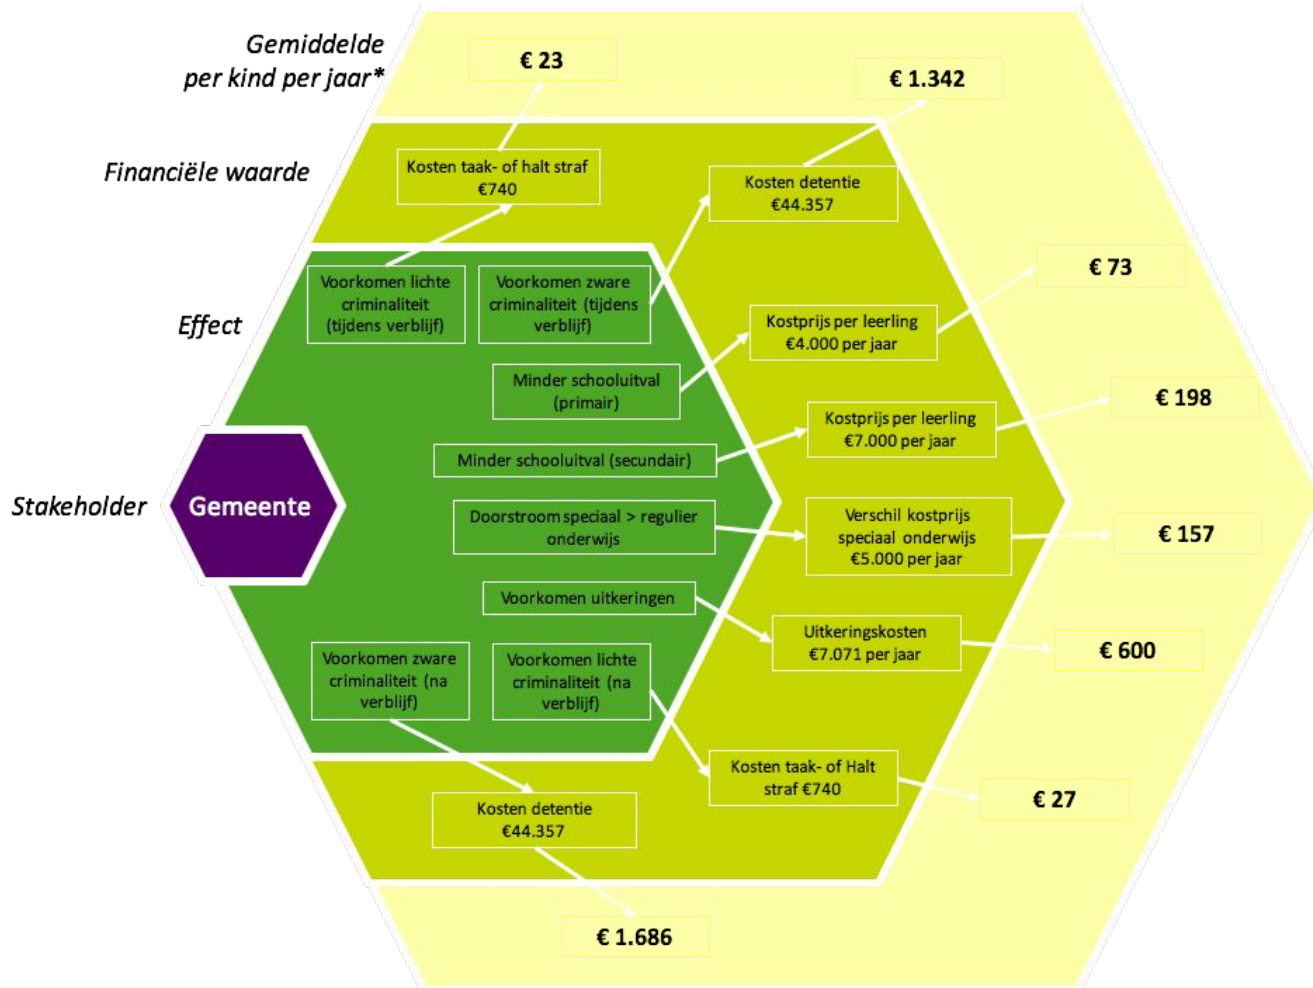 Gemiddelde
per kind per jaar*
€ 23
€ 1.342
Financiële waarde
Kosten taak- of halt straf
€740
Kosten detentie
€44.357
€ 73
Effect
Voorkomen lichte
criminaliteit
(tijdens verblijf)
Voorkomen zware
criminaliteit (tijdens
verblijf)
Kostprijs per leerling
€4.000 per jaar
Minder schooluitval
(primair)
€ 198
Kostprijs per leerling
€7.000 per jaar
Minder schooluitval (secundair)
Stakeholder
Gemeente
Doorstroom speciaal > regulier
onderwijs
Verschil kostprijs
speciaal onderwijs
€5.000 per jaar
€ 157
Voorkomen uitkeringen
Uitkeringskosten
€7.071 per jaar
€ 600
Voorkomen zware
criminaliteit (na
verblijf)
Voorkomen lichte
criminaliteit (na
verblijf)
Kosten taak- of Halt
straf €740
€ 27
Kosten detentie
€44.357
€ 1.686